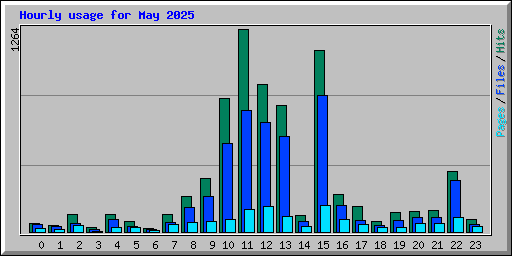 Hourly usage for May 2025
1264
Pages/Files/Hits
0 1 2 3 4 5 6 7 8 9 10 11 12 13 14 15 16 17 18 19 20 21 22 23